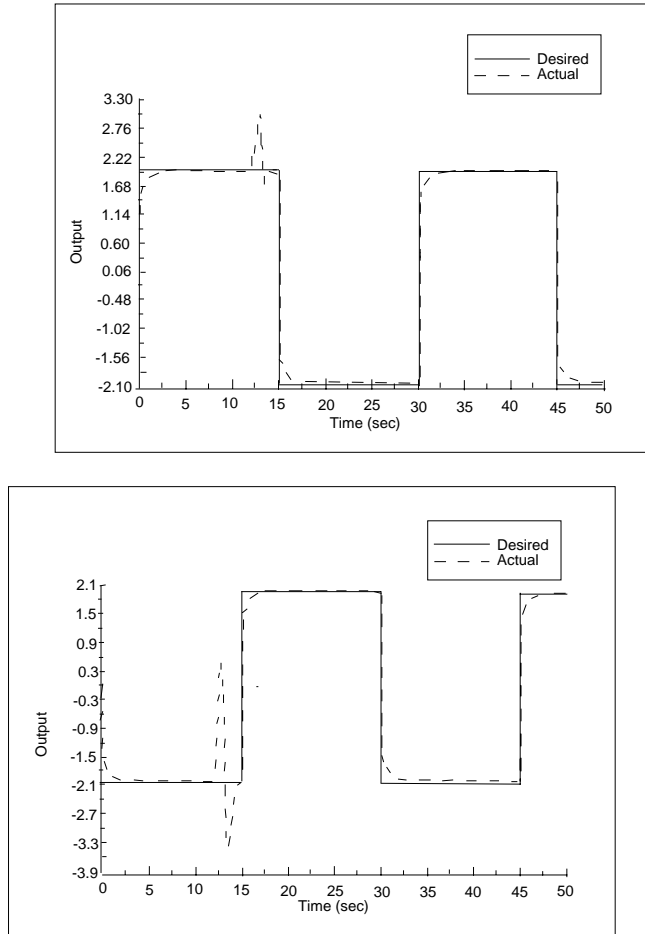 Desired
Actual
3.30
2.76
2.22
1.68
1.14
0.60
0.06
-0.48
-1.02
-1.56
-2.10
Output
0 5 10 15 20 25 30 35 40 45 50
Time (sec)
Desired
Actual
2.1
1.5
0.9
0.3
-0.3
-0.9
-1.5
-2.1
-2.7
-3.3
-3.9
Output
0 5 10 15 20 25 30 35 40 45 50
Time (sec)